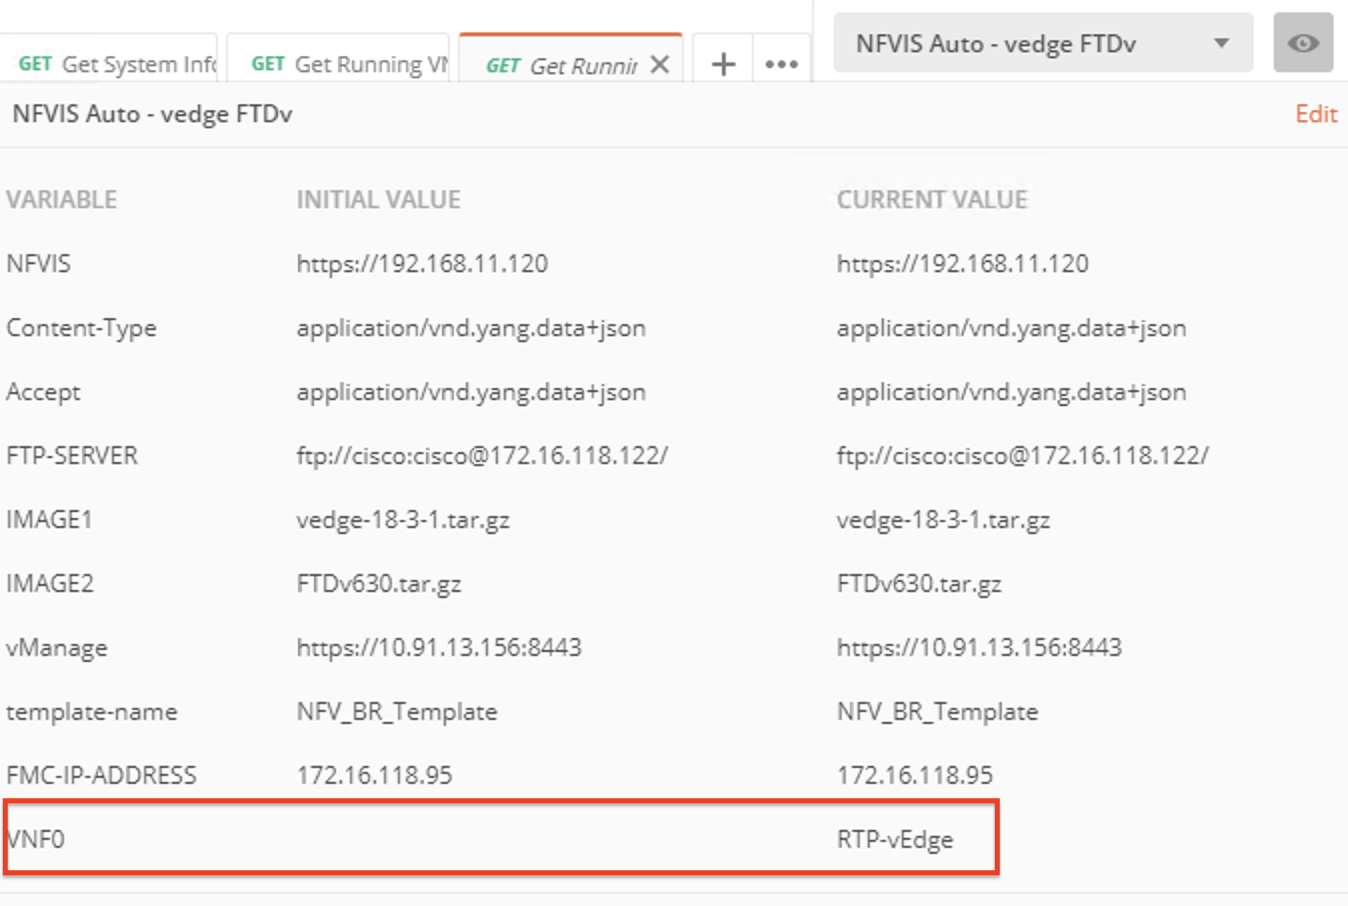 GET Get System Info GET Get Running VN GET Get Runnin NFVIS Auto - vedge FTDv
NFVIS Auto - vedge FTDv Edit
VARIABLE INITIAL VALUE CURRENT VALUE
NFVIS https://192.168.11.120 https://192.168.11.120
Content-Type application/vnd.yang.data+json application/vnd.yang.data+json
Accept application/vnd.yang.data+json application/vnd.yang.data+json
FTP-SERVER ftp://cisco:cisco@172.16.118.122/ ftp://cisco:cisco@172.16.118.122/
IMAGE1 vedge-18-3-1.tar.gz vedge-18-3-1.tar.gz
IMAGE2 FTDv630.tar.gz FTDv630.tar.gz
vManage https://10.91.13.156:8443 https://10.91.13.156:8443
template-name NFV_BR_Template NFV_BR_Template
FMC-IP-ADDRESS 172.16.118.95 172.16.118.95
VNF0 RTP-vEdge